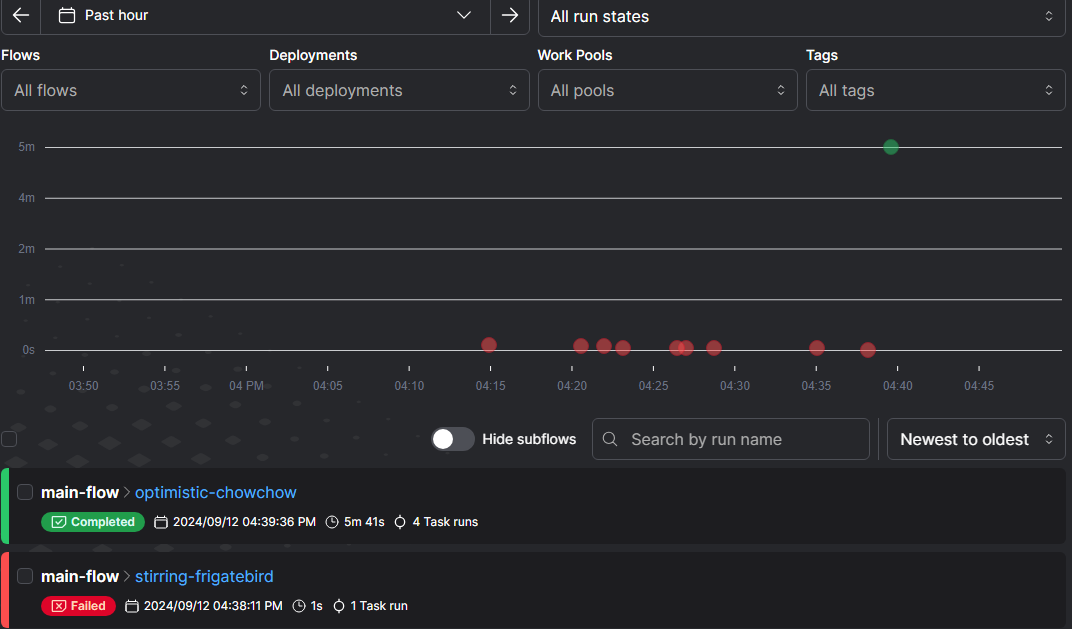 Past hour
All run states
Flows
Deployments
Work Pools
Tags
All flows
All deployments
All pools
All tags
5m
4m
2m
1m
0s
03:50 03:55 04 PM 04:05 04:10 04:15 04:20 04:25 04:30 04:35 04:40 04:45
Hide subflows
Search by run name
Newest to oldest
main-flow > optimistic-chowchow
Completed 2024/09/12 04:39:36 PM 5m 41s 4 Task runs
main-flow > stirring-frigatebird
Failed 2024/09/12 04:38:11 PM 1s 1 Task run